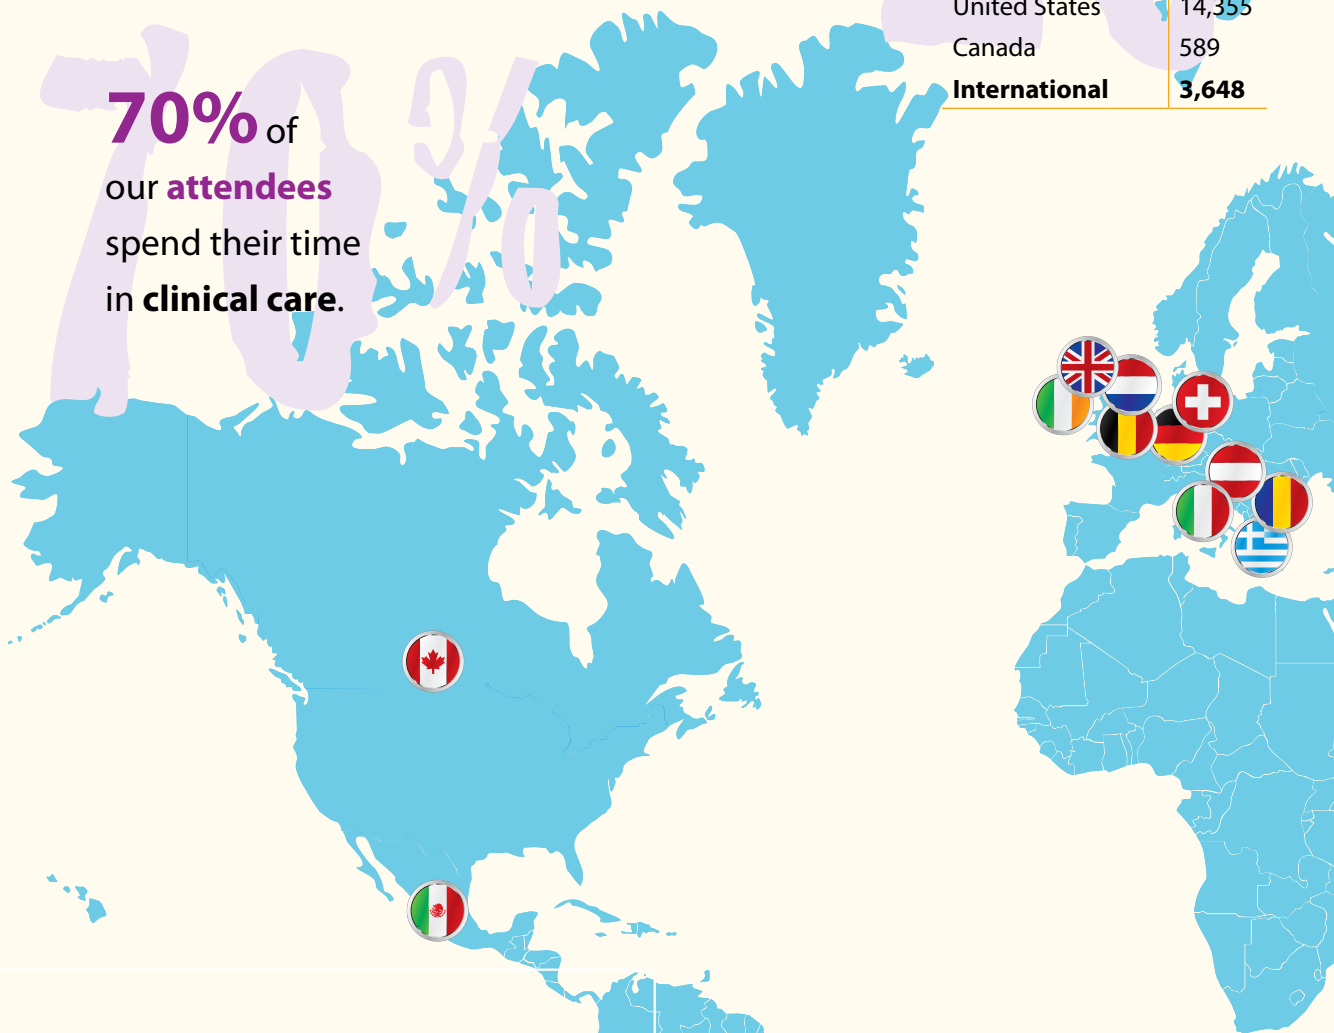 United States 14,355
Canada 589
International 3,648
70%
70% of
our attendees
spend their time
in clinical care.